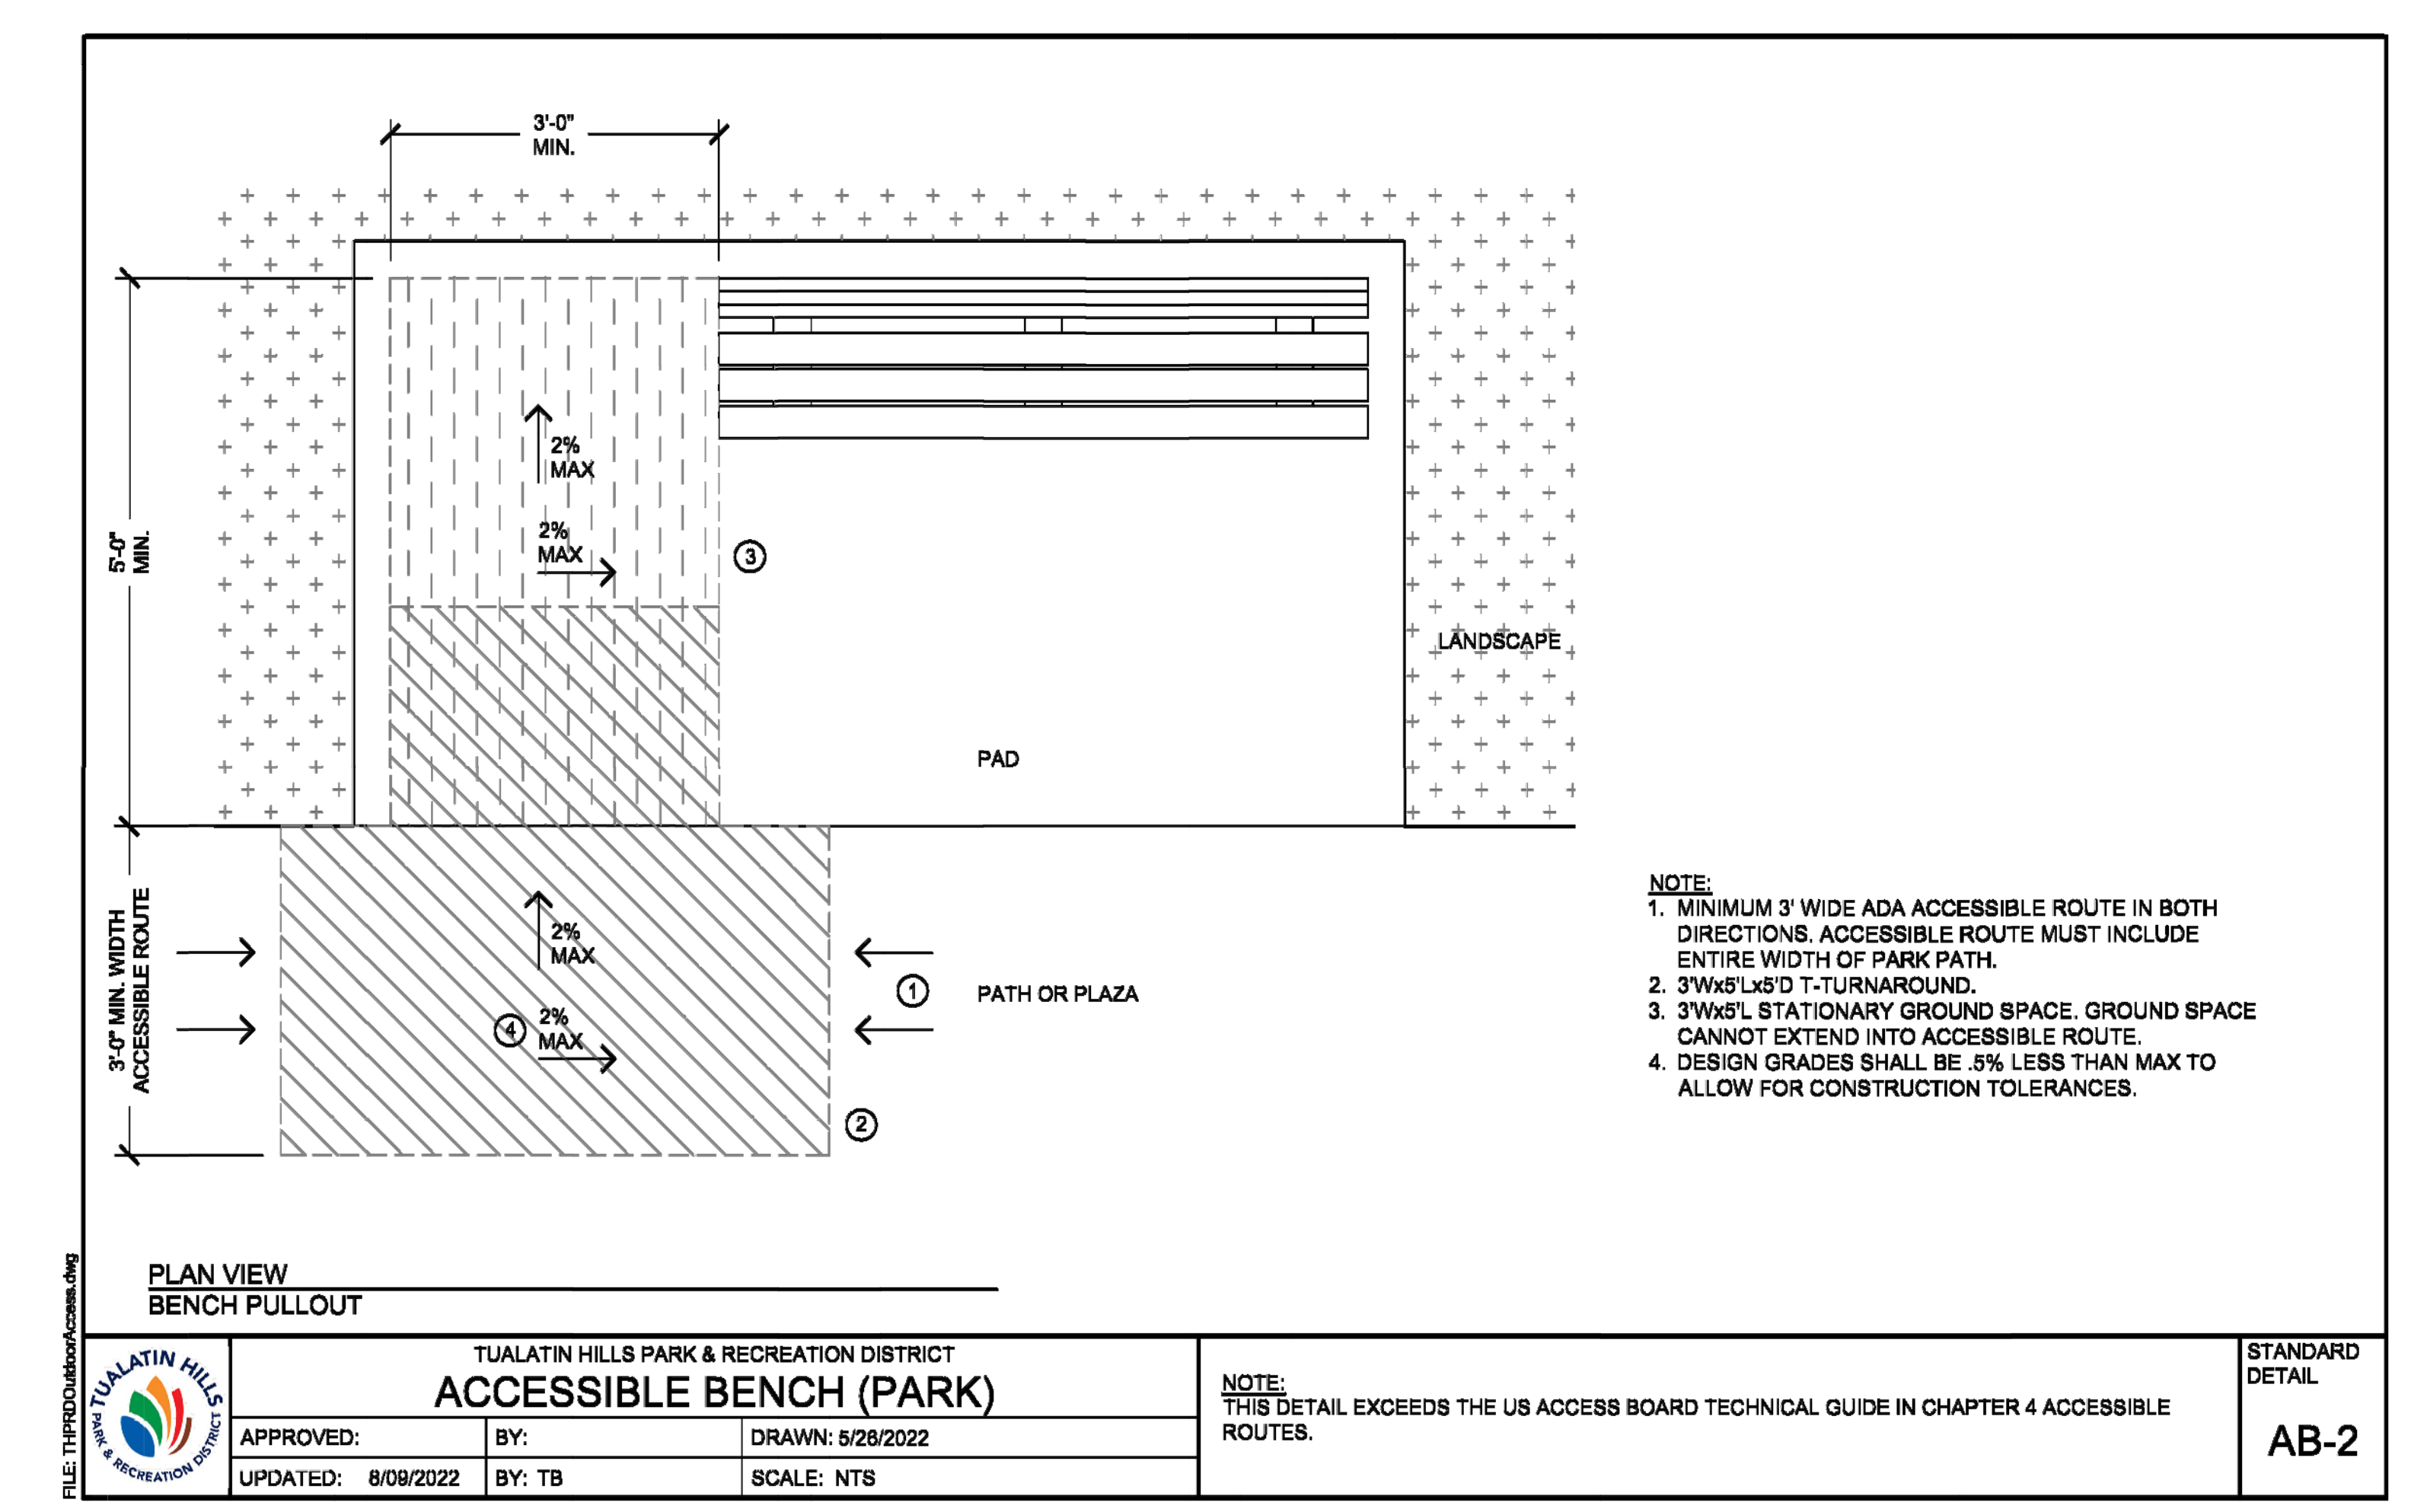 3'-0"
MIN.
2%
MAX
2%
MAX
3
5'-0"
MIN.
LANDSCAPE
PAD
3'-0" MIN. WIDTH
ACCESSIBLE ROUTE
2%
MAX
4
2%
MAX
1
PATH OR PLAZA
2
NOTE:
1. MINIMUM 3' WIDE ADA ACCESSIBLE ROUTE IN BOTH
DIRECTIONS. ACCESSIBLE ROUTE MUST INCLUDE
ENTIRE WIDTH OF PARK PATH.
2. 3'Wx5'Lx5'D T-TURNAROUND.
3. 3'Wx5'L STATIONARY GROUND SPACE. GROUND SPACE
CANNOT EXTEND INTO ACCESSIBLE ROUTE.
4. DESIGN GRADES SHALL BE .5% LESS THAN MAX TO
ALLOW FOR CONSTRUCTION TOLERANCES.
PLAN VIEW
BENCH PULLOUT
FILE: THPRDOutdoorAccess.dwg
TUALATIN HILLS
PARK & RECREATION DISTRICT
TUALATIN HILLS PARK & RECREATION DISTRICT
ACCESSIBLE BENCH (PARK)
APPROVED:
BY:
DRAWN: 5/26/2022
UPDATED: 8/09/2022
BY: TB
SCALE: NTS
NOTE:
THIS DETAIL EXCEEDS THE US ACCESS BOARD TECHNICAL GUIDE IN CHAPTER 4 ACCESSIBLE
ROUTES.
STANDARD
DETAIL
AB-2